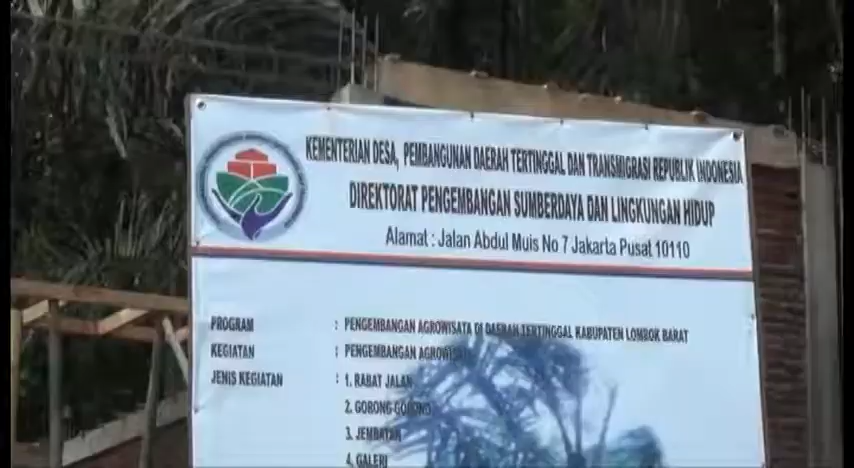 KEMENTERIAN DESA, PEMBANGUNAN DAERAH TERTINGGAL DAN TRANSMIGRASI REPUBLIK INDONESIA
DIREKTORAT PENGEMBANGAN SUMBERDAYA DAN LINGKUNGAN HIDUP
Alamat : Jalan Abdul Muis No 7 Jakarta Pusat 10110
PROGRAM : PENGEMBANGAN AGROWISATA DI DAERAH TERTINGGAL KABUPATEN LOMBOK BARAT
KEGIATAN : PENGEMBANGAN AGROWISATA
JENIS KEGIATAN : 1. RABAT JALAN
2. GORONG-GORONG
3. JEMBATAN
4. GALERI